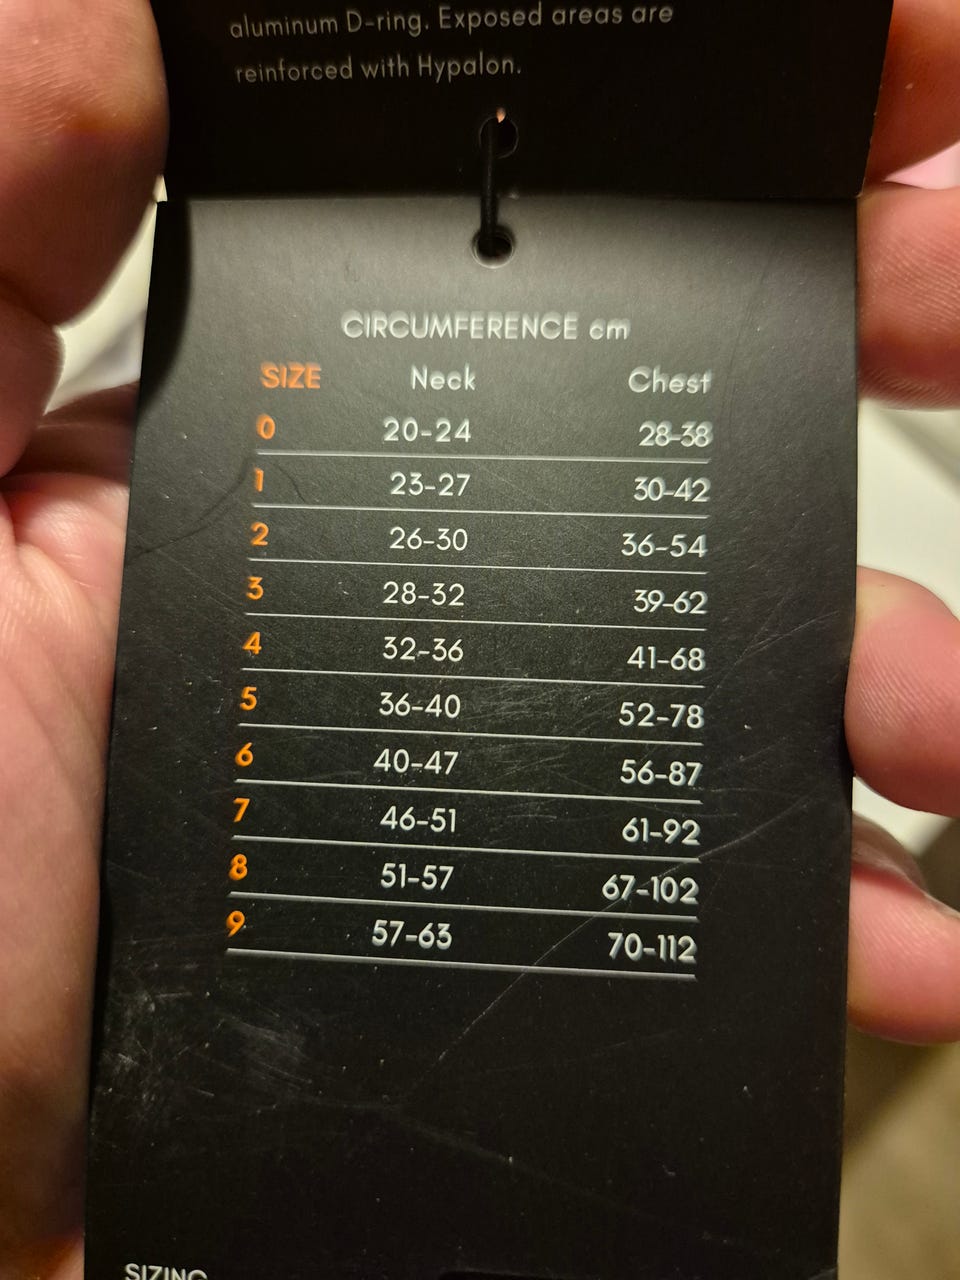 aluminum D-ring. Exposed areas are
reinforced with Hypalon.
CIRCUMFERENCE cm
SIZE Neck Chest
0 20-24 28-38
1 23-27 30-42
2 26-30 36-54
3 28-32 39-62
4 32-36 41-68
5 36-40 52-78
6 40-47 56-87
7 46-51 61-92
8 51-57 67-102
9 57-63 70-112
SIZING